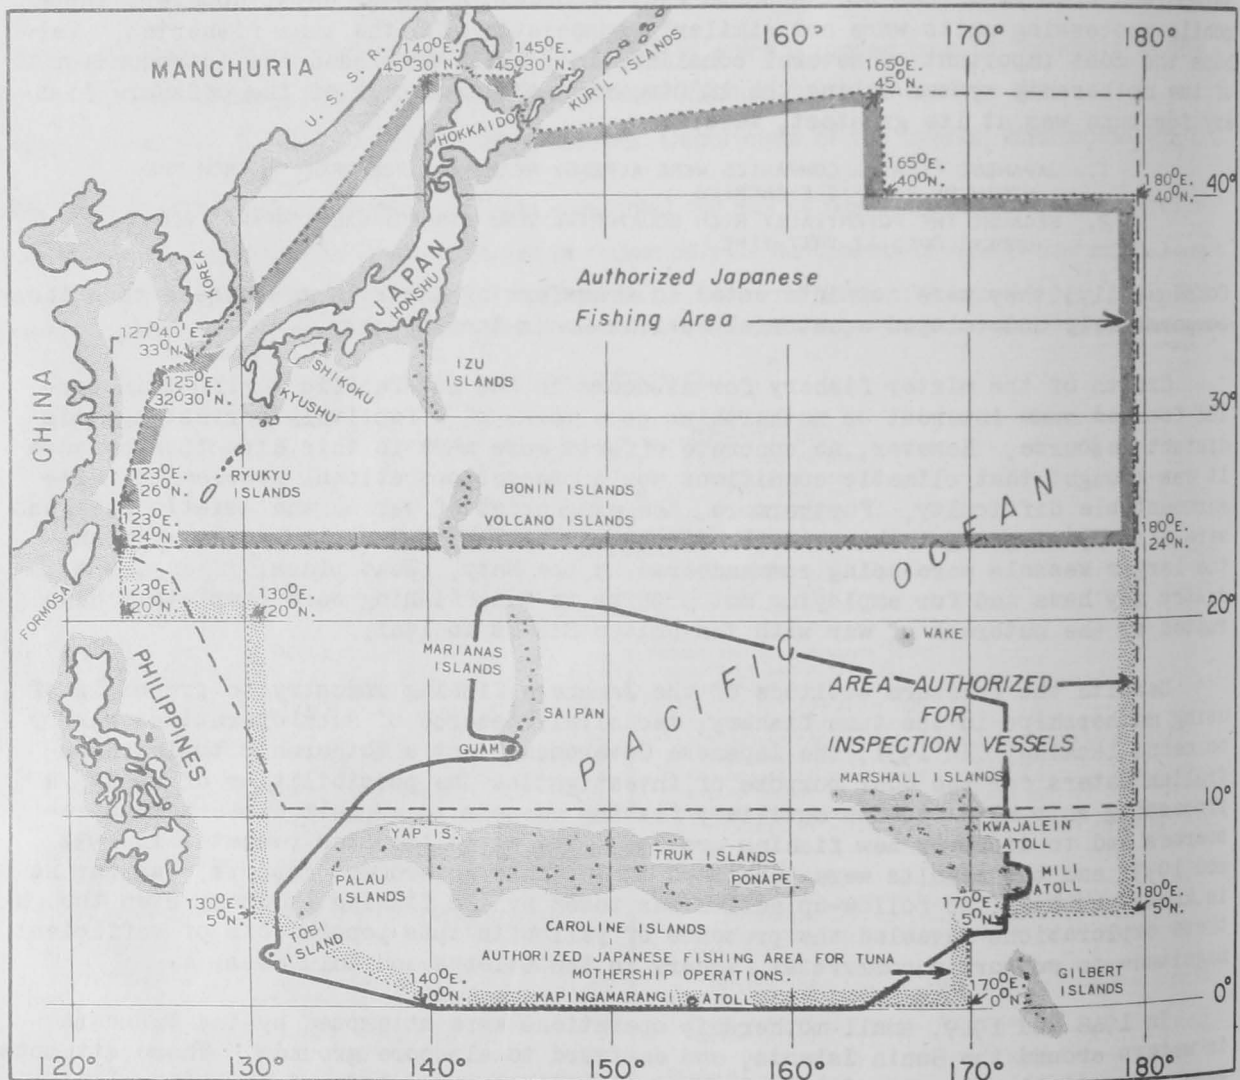 160° 170° 180°
140°E. 145°E.
45°30'N. 45°30'N.
MANCHURIA
U. S. S. R.
KURIL ISLANDS
HOKKAIDO
165°E.
45°N.
165°E.
40°N.
180°E.
40°N.
40°
KOREA
JAPAN
HONSHU
Authorized Japanese
Fishing Area
127°40'E
33°N.
125°E.
32°30'N.
SHIKOKU
KYUSHU
IZU
ISLANDS
CHINA
30°
123°E.
26°N.
RYUKYU
ISLANDS
BONIN ISLANDS
VOLCANO ISLANDS
123°E.
24°N.
180°E.
24°N.
PACIFIC OCEAN
FORMOSA
123°E.
20°N.
130°E.
20°N.
20°
WAKE
MARIANAS
ISLANDS
SAIPAN
GUAM
PHILIPPINES
AREA AUTHORIZED
FOR
INSPECTION VESSELS
MARSHALL ISLANDS
10°
KWAJALEIN
ATOLL
YAP IS.
TRUK ISLANDS
PONAPE
MILI
ATOLL
PALAU
ISLANDS
130°E.
5°N.
170°E.
5°N.
180°E.
5°N.
TOBI
ISLAND
CAROLINE ISLANDS
AUTHORIZED JAPANESE FISHING AREA FOR TUNA
MOTHERSHIP OPERATIONS.
140°E.
0°N.
KAPINGAMARANGI ATOLL
170°E.
0°N.
GILBERT
ISLANDS
0°
120° 130° 140° 150° 160° 170° 180°